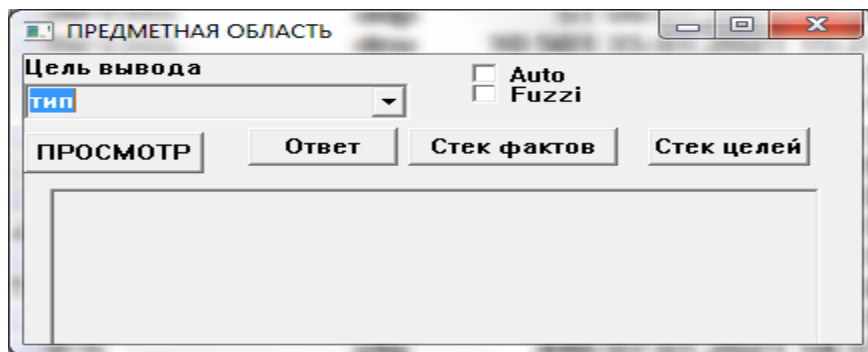 ПРЕДМЕТНАЯ ОБЛАСТЬ
Цель вывода
Auto
Fuzzi
тип
ПРОСМОТР
Ответ
Стек фактов
Стек целей